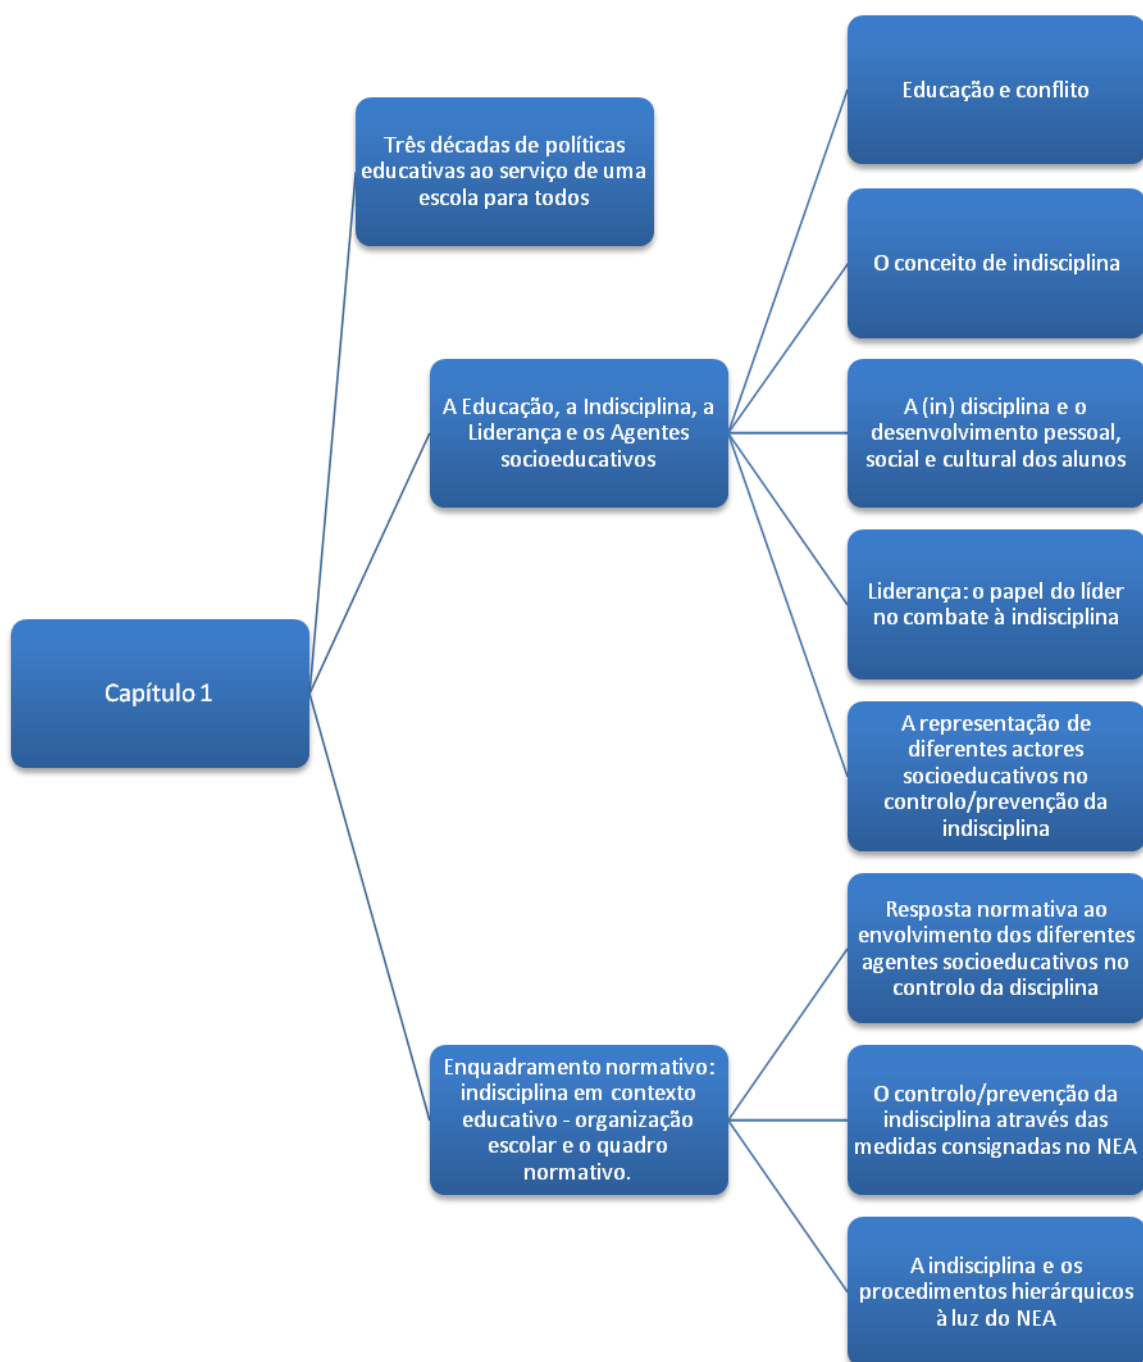 Capítulo 1
Três décadas de políticas
educativas ao serviço de uma
escola para todos
A Educação, a Indisciplina, a
Liderança e os Agentes
socioeducativos
Educação e conflito
O conceito de indisciplina
A (in) disciplina e o
desenvolvimento pessoal,
social e cultural dos alunos
Liderança: o papel do líder
no combate à indisciplina
A representação de
diferentes actores
socioeducativos no
controlo/prevenção da
indisciplina
Enquadramento normativo:
indisciplina em contexto
educativo - organização
escolar e o quadro
normativo.
Resposta normativa ao
envolvimento dos diferentes
agentes socioeducativos no
controlo da disciplina
O controlo/prevenção da
indisciplina através das
medidas consignadas no NEA
A indisciplina e os
procedimentos hierárquicos
à luz do NEA